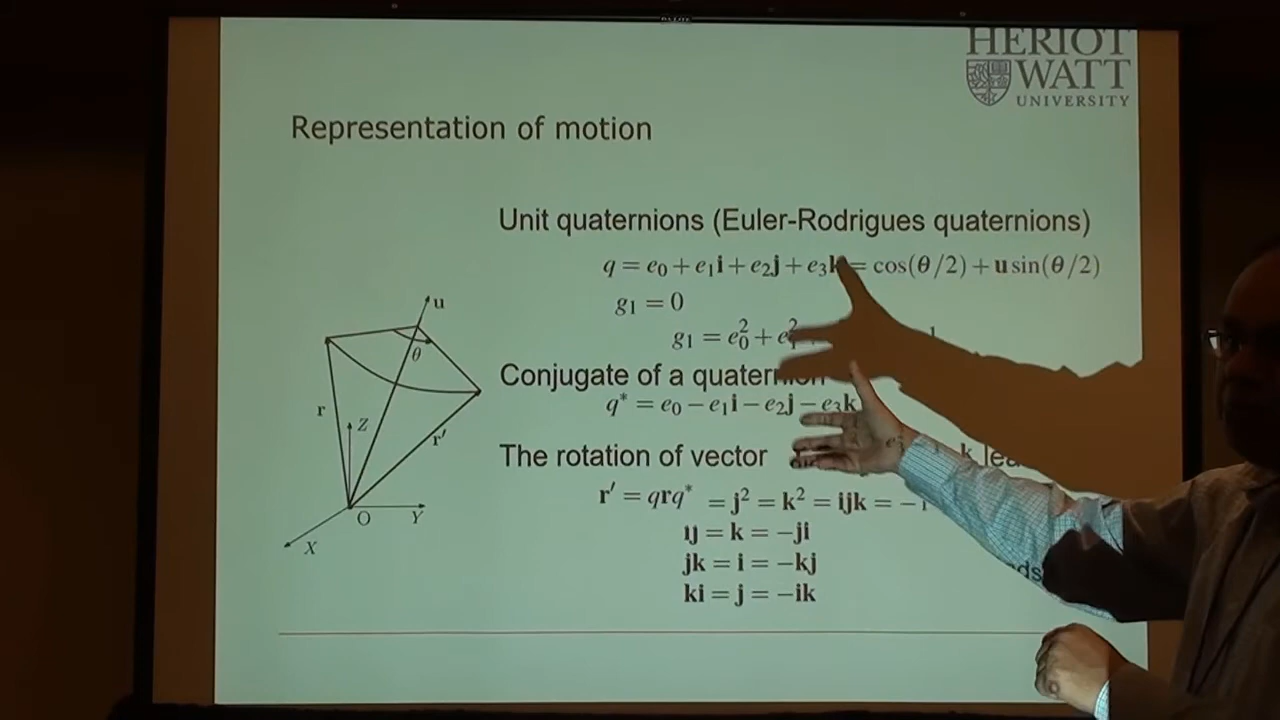 HERIOT
WATT
UNIVERSITY
Representation of motion
Unit quaternions (Euler-Rodrigues quaternions)
q = e₀ + e₁i + e₂j + e₃k = cos(θ/2) + u sin(θ/2)
g₁ = 0
g₁ = e₀² + e₁²
Conjugate of a quaternion
q* = e₀ − e₁i − e₂j − e₃k
The rotation of vector
r′ = qrq* = j² = k² = ijk = −1
ij = k = −ji
jk = i = −kj
ki = j = −ik
u
θ
r
Z
r′
O
Y
X